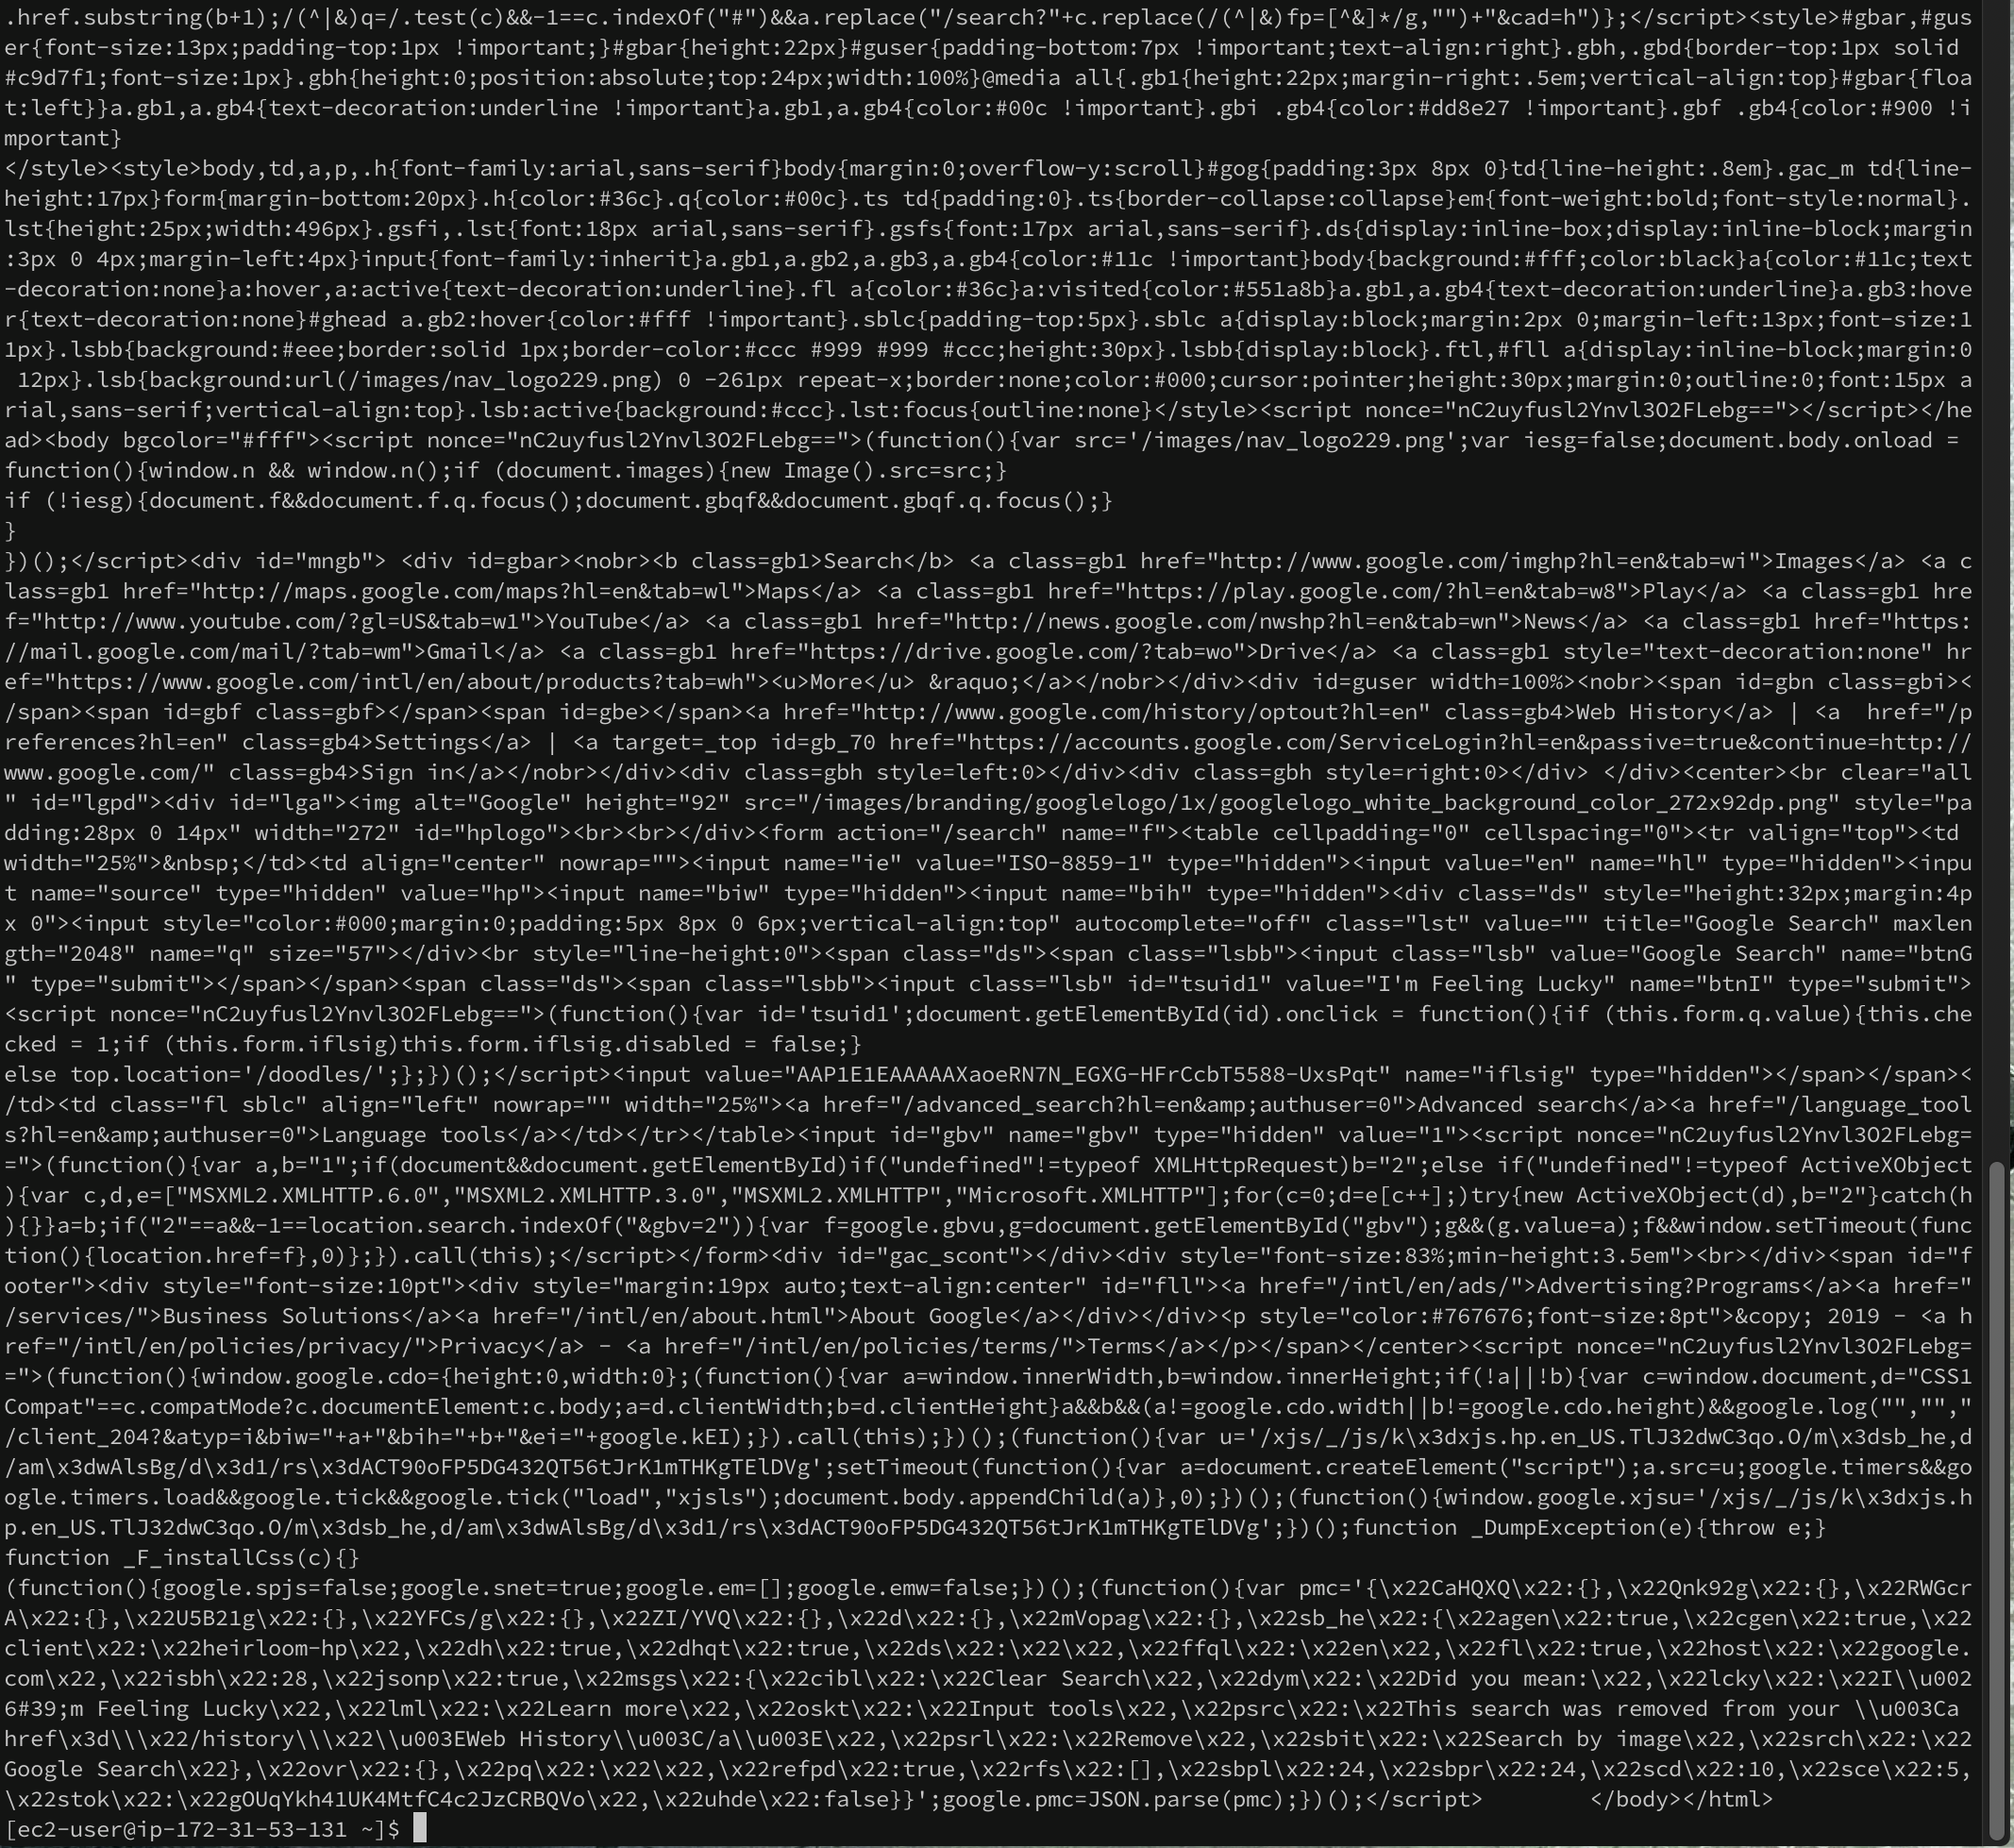 .href.substring(b+1);/(^|&)q=/.test(c)&&-1==c.indexOf("#")&&a.replace("/search?"+c.replace(/(^|&)fp=[^&]*/g,"")+"&cad=h")};</script><style>#gbar,#gus
er{font-size:13px;padding-top:1px !important;}#gbar{height:22px}#guser{padding-bottom:7px !important;text-align:right}.gbh,.gbd{border-top:1px solid
#c9d7f1;font-size:1px}.gbh{height:0;position:absolute;top:24px;width:100%}@media all{.gb1{height:22px;margin-right:.5em;vertical-align:top}#gbar{floa
t:left}}a.gb1,a.gb4{text-decoration:underline !important}a.gb1,a.gb4{color:#00c !important}.gbi .gb4{color:#dd8e27 !important}.gbf .gb4{color:#900 !i
mportant}
</style><style>body,td,a,p,.h{font-family:arial,sans-serif}body{margin:0;overflow-y:scroll}#gog{padding:3px 8px 0}td{line-height:.8em}.gac_m td{line-
height:17px}form{margin-bottom:20px}.h{color:#36c}.q{color:#00c}.ts td{padding:0}.ts{border-collapse:collapse}em{font-weight:bold;font-style:normal}.
lst{height:25px;width:496px}.gsfi,.lst{font:18px arial,sans-serif}.gsfs{font:17px arial,sans-serif}.ds{display:inline-box;display:inline-block;margin
:3px 0 4px;margin-left:4px}input{font-family:inherit}a.gb1,a.gb2,a.gb3,a.gb4{color:#11c !important}body{background:#fff;color:black}a{color:#11c;text
-decoration:none}a:hover,a:active{text-decoration:underline}.fl a{color:#36c}a:visited{color:#551a8b}a.gb1,a.gb4{text-decoration:underline}a.gb3:hove
r{text-decoration:none}#ghead a.gb2:hover{color:#fff !important}.sblc{padding-top:5px}.sblc a{display:block;margin:2px 0;margin-left:13px;font-size:1
1px}.lsbb{background:#eee;border:solid 1px;border-color:#ccc #999 #999 #ccc;height:30px}.lsbb{display:block}.ftl,#fll a{display:inline-block;margin:0
 12px}.lsb{background:url(/images/nav_logo229.png) 0 -261px repeat-x;border:none;color:#000;cursor:pointer;height:30px;margin:0;outline:0;font:15px a
rial,sans-serif;vertical-align:top}.lsb:active{background:#ccc}.lst:focus{outline:none}</style><script nonce="nC2uyfusl2Ynvl3O2FLebg=="></script></he
ad><body bgcolor="#fff"><script nonce="nC2uyfusl2Ynvl3O2FLebg==">(function(){var src='/images/nav_logo229.png';var iesg=false;document.body.onload =
function(){window.n && window.n();if (document.images){new Image().src=src;}
if (!iesg){document.f&&document.f.q.focus();document.gbqf&&document.gbqf.q.focus();}
}
})();</script><div id="mngb"> <div id=gbar><nobr><b class=gb1>Search</b> <a class=gb1 href="http://www.google.com/imghp?hl=en&tab=wi">Images</a> <a c
lass=gb1 href="http://maps.google.com/maps?hl=en&tab=wl">Maps</a> <a class=gb1 href="https://play.google.com/?hl=en&tab=w8">Play</a> <a class=gb1 hre
f="http://www.youtube.com/?gl=US&tab=w1">YouTube</a> <a class=gb1 href="http://news.google.com/nwshp?hl=en&tab=wn">News</a> <a class=gb1 href="https:
//mail.google.com/mail/?tab=wm">Gmail</a> <a class=gb1 href="https://drive.google.com/?tab=wo">Drive</a> <a class=gb1 style="text-decoration:none" hr
ef="https://www.google.com/intl/en/about/products?tab=wh"><u>More</u> &raquo;</a></nobr></div><div id=guser width=100%><nobr><span id=gbn class=gbi><
/span><span id=gbf class=gbf></span><span id=gbe></span><a href="http://www.google.com/history/optout?hl=en" class=gb4>Web History</a> | <a  href="/p
references?hl=en" class=gb4>Settings</a> | <a target=_top id=gb_70 href="https://accounts.google.com/ServiceLogin?hl=en&passive=true&continue=http://
www.google.com/" class=gb4>Sign in</a></nobr></div><div class=gbh style=left:0></div><div class=gbh style=right:0></div> </div><center><br clear="all
" id="lgpd"><div id="lga"><img alt="Google" height="92" src="/images/branding/googlelogo/1x/googlelogo_white_background_color_272x92dp.png" style="pa
dding:28px 0 14px" width="272" id="hplogo"><br><br></div><form action="/search" name="f"><table cellpadding="0" cellspacing="0"><tr valign="top"><td
width="25%">&nbsp;</td><td align="center" nowrap=""><input name="ie" value="ISO-8859-1" type="hidden"><input value="en" name="hl" type="hidden"><inpu
t name="source" type="hidden" value="hp"><input name="biw" type="hidden"><input name="bih" type="hidden"><div class="ds" style="height:32px;margin:4p
x 0"><input style="color:#000;margin:0;padding:5px 8px 0 6px;vertical-align:top" autocomplete="off" class="lst" value="" title="Google Search" maxlen
gth="2048" name="q" size="57"></div><br style="line-height:0"><span class="ds"><span class="lsbb"><input class="lsb" value="Google Search" name="btnG
" type="submit"></span></span><span class="ds"><span class="lsbb"><input class="lsb" id="tsuid1" value="I'm Feeling Lucky" name="btnI" type="submit">
<script nonce="nC2uyfusl2Ynvl3O2FLebg==">(function(){var id='tsuid1';document.getElementById(id).onclick = function(){if (this.form.q.value){this.che
cked = 1;if (this.form.iflsig)this.form.iflsig.disabled = false;}
else top.location='/doodles/';};})();</script><input value="AAP1E1EAAAAAXaoeRN7N_EGXG-HFrCcbT5588-UxsPqt" name="iflsig" type="hidden"></span></span><
/td><td class="fl sblc" align="left" nowrap="" width="25%"><a href="/advanced_search?hl=en&amp;authuser=0">Advanced search</a><a href="/language_tool
s?hl=en&amp;authuser=0">Language tools</a></td></tr></table><input id="gbv" name="gbv" type="hidden" value="1"><script nonce="nC2uyfusl2Ynvl3O2FLebg=
=">(function(){var a,b="1";if(document&&document.getElementById)if("undefined"!=typeof XMLHttpRequest)b="2";else if("undefined"!=typeof ActiveXObject
){var c,d,e=["MSXML2.XMLHTTP.6.0","MSXML2.XMLHTTP.3.0","MSXML2.XMLHTTP","Microsoft.XMLHTTP"];for(c=0;d=e[c++];)try{new ActiveXObject(d),b="2"}catch(h
){}}a=b;if("2"==a&&-1==location.search.indexOf("&gbv=2")){var f=google.gbvu,g=document.getElementById("gbv");g&&(g.value=a);f&&window.setTimeout(func
tion(){location.href=f},0)};}).call(this);</script></form><div id="gac_scont"></div><div style="font-size:83%;min-height:3.5em"><br></div><span id="f
ooter"><div style="font-size:10pt"><div style="margin:19px auto;text-align:center" id="fll"><a href="/intl/en/ads/">Advertising?Programs</a><a href="
/services/">Business Solutions</a><a href="/intl/en/about.html">About Google</a></div></div><p style="color:#767676;font-size:8pt">&copy; 2019 - <a h
ref="/intl/en/policies/privacy/">Privacy</a> - <a href="/intl/en/policies/terms/">Terms</a></p></span></center><script nonce="nC2uyfusl2Ynvl3O2FLebg=
=">(function(){window.google.cdo={height:0,width:0};(function(){var a=window.innerWidth,b=window.innerHeight;if(!a||!b){var c=window.document,d="CSS1
Compat"==c.compatMode?c.documentElement:c.body;a=d.clientWidth;b=d.clientHeight}a&&b&&(a!=google.cdo.width||b!=google.cdo.height)&&google.log("","","
/client_204?&atyp=i&biw="+a+"&bih="+b+"&ei="+google.kEI);}).call(this);})();(function(){var u='/xjs/_/js/k\x3dxjs.hp.en_US.TlJ32dwC3qo.O/m\x3dsb_he,d
/am\x3dwAlsBg/d\x3d1/rs\x3dACT90oFP5DG432QT56tJrK1mTHKgTElDVg';setTimeout(function(){var a=document.createElement("script");a.src=u;google.timers&&go
ogle.timers.load&&google.tick&&google.tick("load","xjsls");document.body.appendChild(a)},0);})();(function(){window.google.xjsu='/xjs/_/js/k\x3dxjs.h
p.en_US.TlJ32dwC3qo.O/m\x3dsb_he,d/am\x3dwAlsBg/d\x3d1/rs\x3dACT90oFP5DG432QT56tJrK1mTHKgTElDVg';})();function _DumpException(e){throw e;}
function _F_installCss(c){}
(function(){google.spjs=false;google.snet=true;google.em=[];google.emw=false;})();(function(){var pmc='{\x22CaHQXQ\x22:{},\x22Qnk92g\x22:{},\x22RWGcr
A\x22:{},\x22U5B21g\x22:{},\x22YFCs/g\x22:{},\x22ZI/YVQ\x22:{},\x22d\x22:{},\x22mVopag\x22:{},\x22sb_he\x22:{\x22agen\x22:true,\x22cgen\x22:true,\x22
client\x22:\x22heirloom-hp\x22,\x22dh\x22:true,\x22dhqt\x22:true,\x22ds\x22:\x22\x22,\x22ffql\x22:\x22en\x22,\x22fl\x22:true,\x22host\x22:\x22google.
com\x22,\x22isbh\x22:28,\x22jsonp\x22:true,\x22msgs\x22:{\x22cibl\x22:\x22Clear Search\x22,\x22dym\x22:\x22Did you mean:\x22,\x22lcky\x22:\x22I\\u002
6#39;m Feeling Lucky\x22,\x22lml\x22:\x22Learn more\x22,\x22oskt\x22:\x22Input tools\x22,\x22psrc\x22:\x22This search was removed from your \\u003Ca
href\x3d\\\x22/history\\\x22\\u003EWeb History\\u003C/a\\u003E\x22,\x22psrl\x22:\x22Remove\x22,\x22sbit\x22:\x22Search by image\x22,\x22srch\x22:\x22
Google Search\x22},\x22ovr\x22:{},\x22pq\x22:\x22\x22,\x22refpd\x22:true,\x22rfs\x22:[],\x22sbpl\x22:24,\x22sbpr\x22:24,\x22scd\x22:10,\x22sce\x22:5,
\x22stok\x22:\x22gOUqYkh41UK4MtfC4c2JzCRBQVo\x22,\x22uhde\x22:false}}';google.pmc=JSON.parse(pmc);})();</script>        </body></html>
[ec2-user@ip-172-31-53-131 ~]$